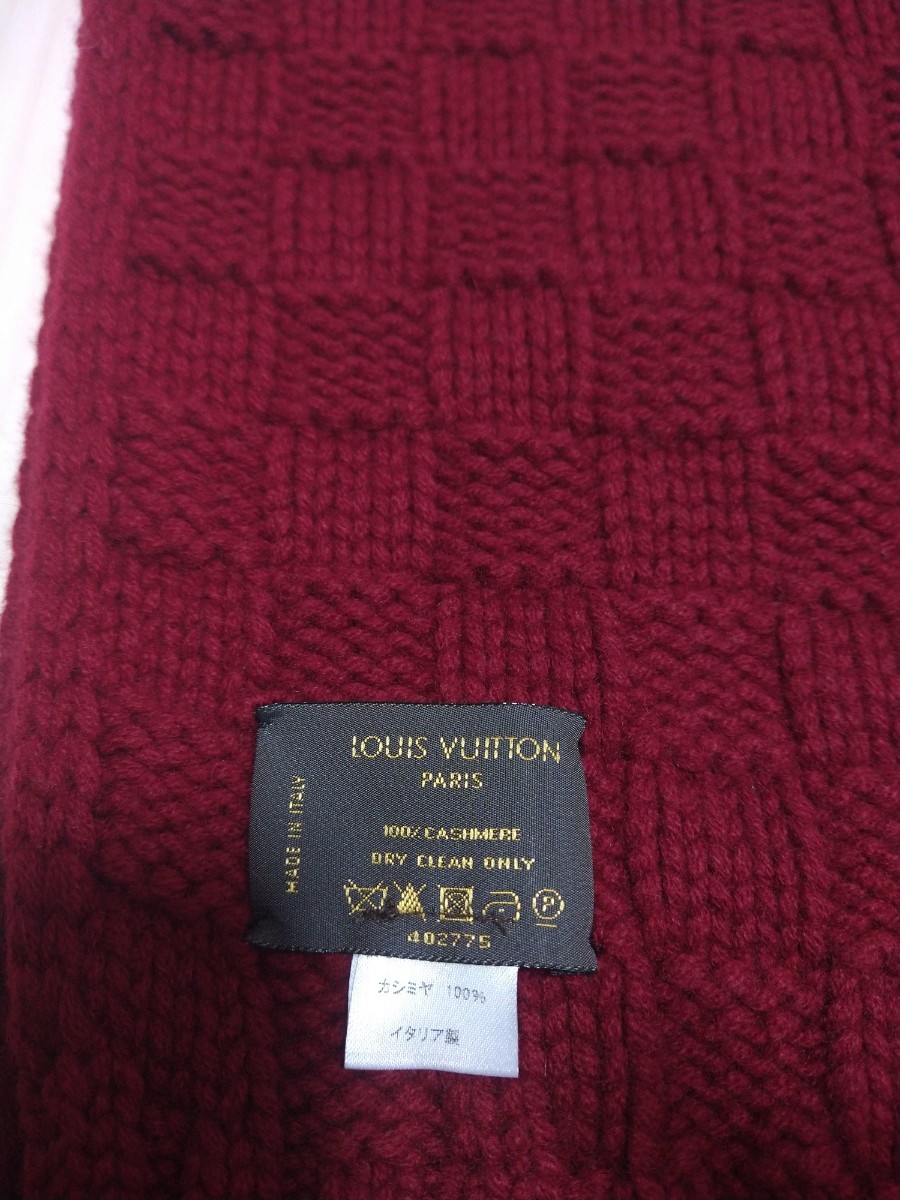 LOUIS VUITTON
PARIS
MADE IN ITALY
100% CASHMERE
DRY CLEAN ONLY
P
402775
カシミヤ 100%
イタリア製